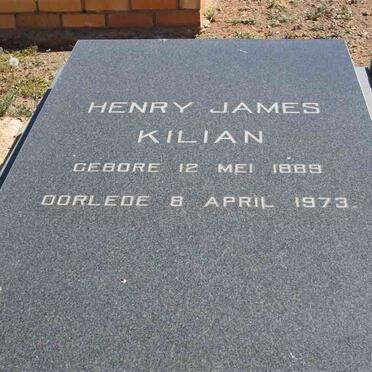 HENRY JAMES
KILIAN
GEBORE 12 MEI 1889
OORLEDE 8 APRIL 1973.